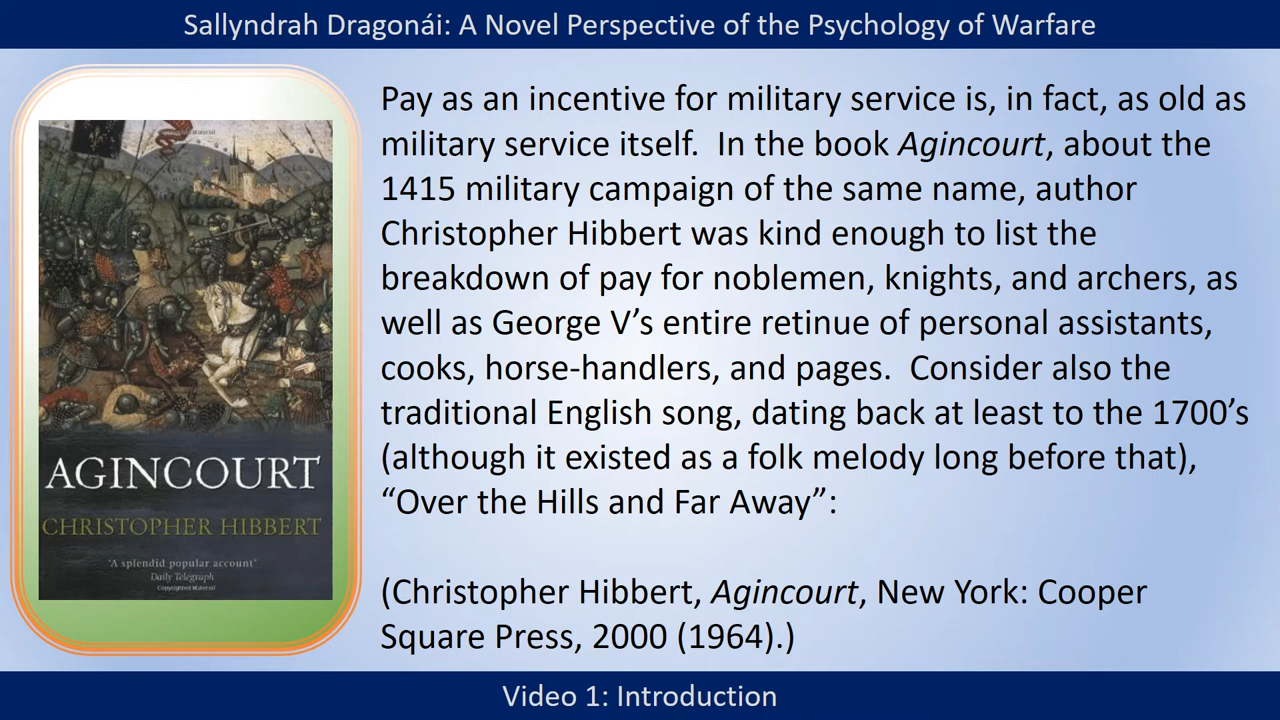 Sallyndrah Dragonái: A Novel Perspective of the Psychology of Warfare
Pay as an incentive for military service is, in fact, as old as
military service itself.  In the book Agincourt, about the
1415 military campaign of the same name, author
Christopher Hibbert was kind enough to list the
breakdown of pay for noblemen, knights, and archers, as
well as George V’s entire retinue of personal assistants,
cooks, horse-handlers, and pages.  Consider also the
traditional English song, dating back at least to the 1700’s
(although it existed as a folk melody long before that),
“Over the Hills and Far Away”:
(Christopher Hibbert, Agincourt, New York: Cooper
Square Press, 2000 (1964).)
AGINCOURT
CHRISTOPHER HIBBERT
'A splendid popular account'
Daily Telegraph
Copyrighted Material
Video 1: Introduction